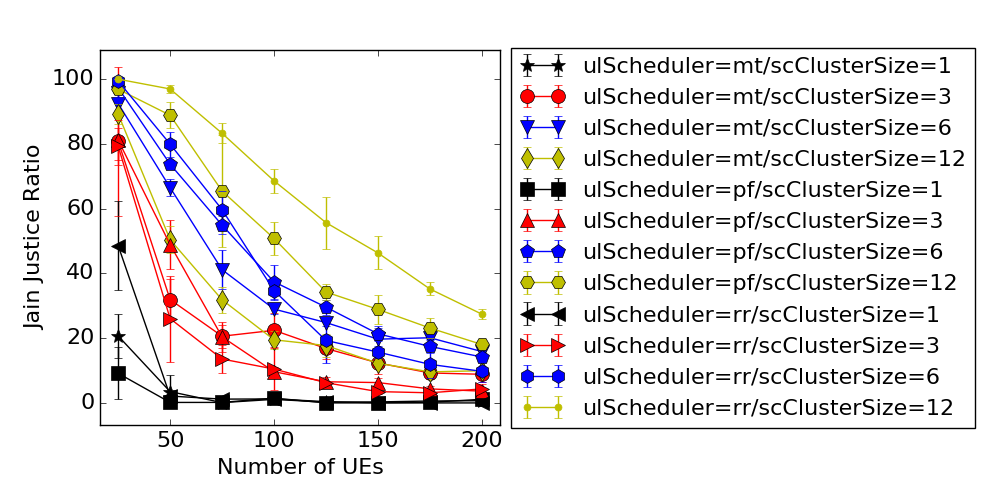 100
80
60
40
20
0
Jain Justice Ratio
50
100
150
200
Number of UEs
ulScheduler=mt/scClusterSize=1
ulScheduler=mt/scClusterSize=3
ulScheduler=mt/scClusterSize=6
ulScheduler=mt/scClusterSize=12
ulScheduler=pf/scClusterSize=1
ulScheduler=pf/scClusterSize=3
ulScheduler=pf/scClusterSize=6
ulScheduler=pf/scClusterSize=12
ulScheduler=rr/scClusterSize=1
ulScheduler=rr/scClusterSize=3
ulScheduler=rr/scClusterSize=6
ulScheduler=rr/scClusterSize=12